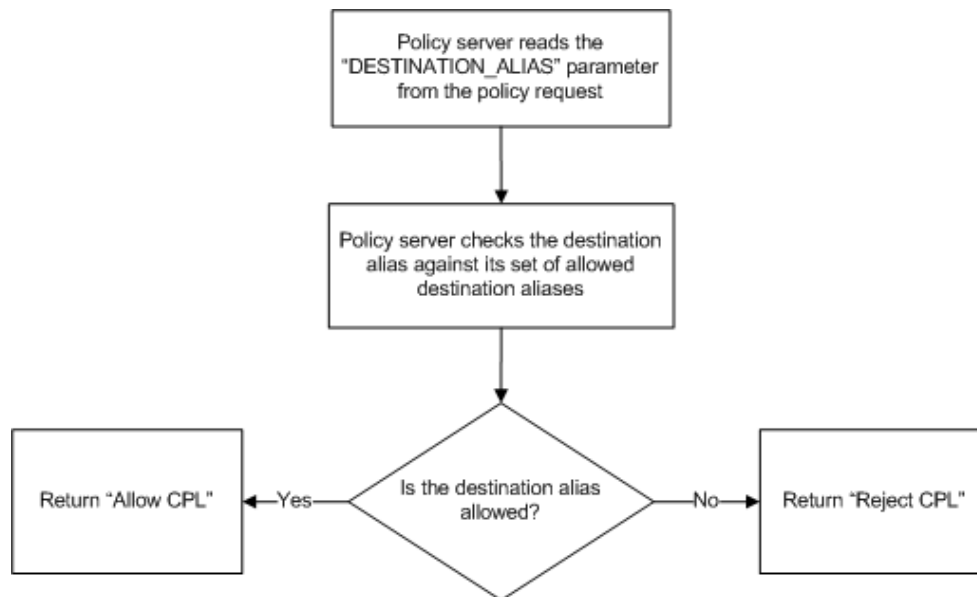 Policy server reads the
“DESTINATION_ALIAS” parameter
from the policy request
Policy server checks the destination
alias against its set of allowed
destination aliases
Is the destination alias
allowed?
Yes
No
Return “Allow CPL”
Return “Reject CPL”